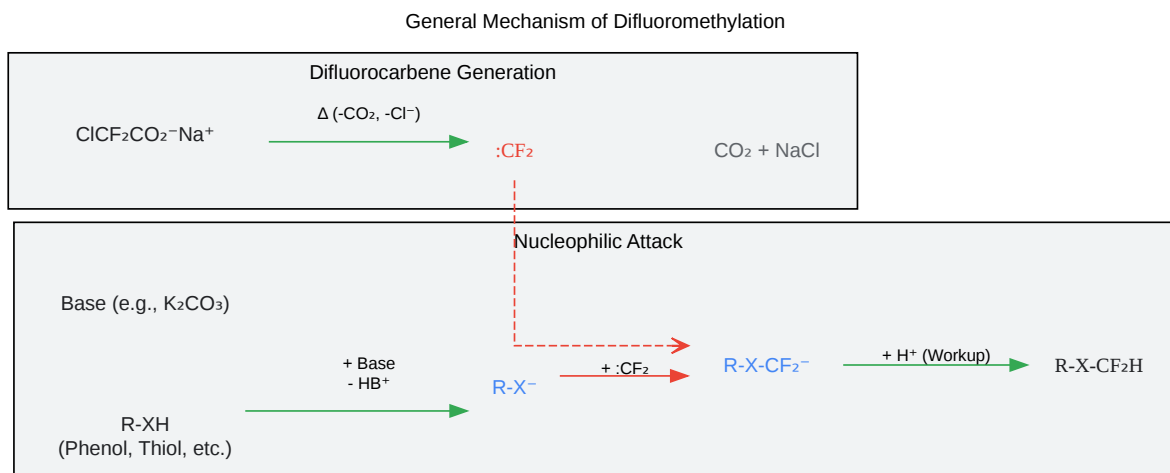 General Mechanism of Difluoromethylation
Difluorocarbene Generation
Δ (-CO₂, -Cl⁻)
ClCF₂CO₂⁻Na⁺
:CF₂
CO₂ + NaCl
Nucleophilic Attack
Base (e.g., K₂CO₃)
+ Base
- HB⁺
R-X⁻
+ :CF₂
R-X-CF₂⁻
+ H⁺ (Workup)
R-X-CF₂H
R-XH
(Phenol, Thiol, etc.)